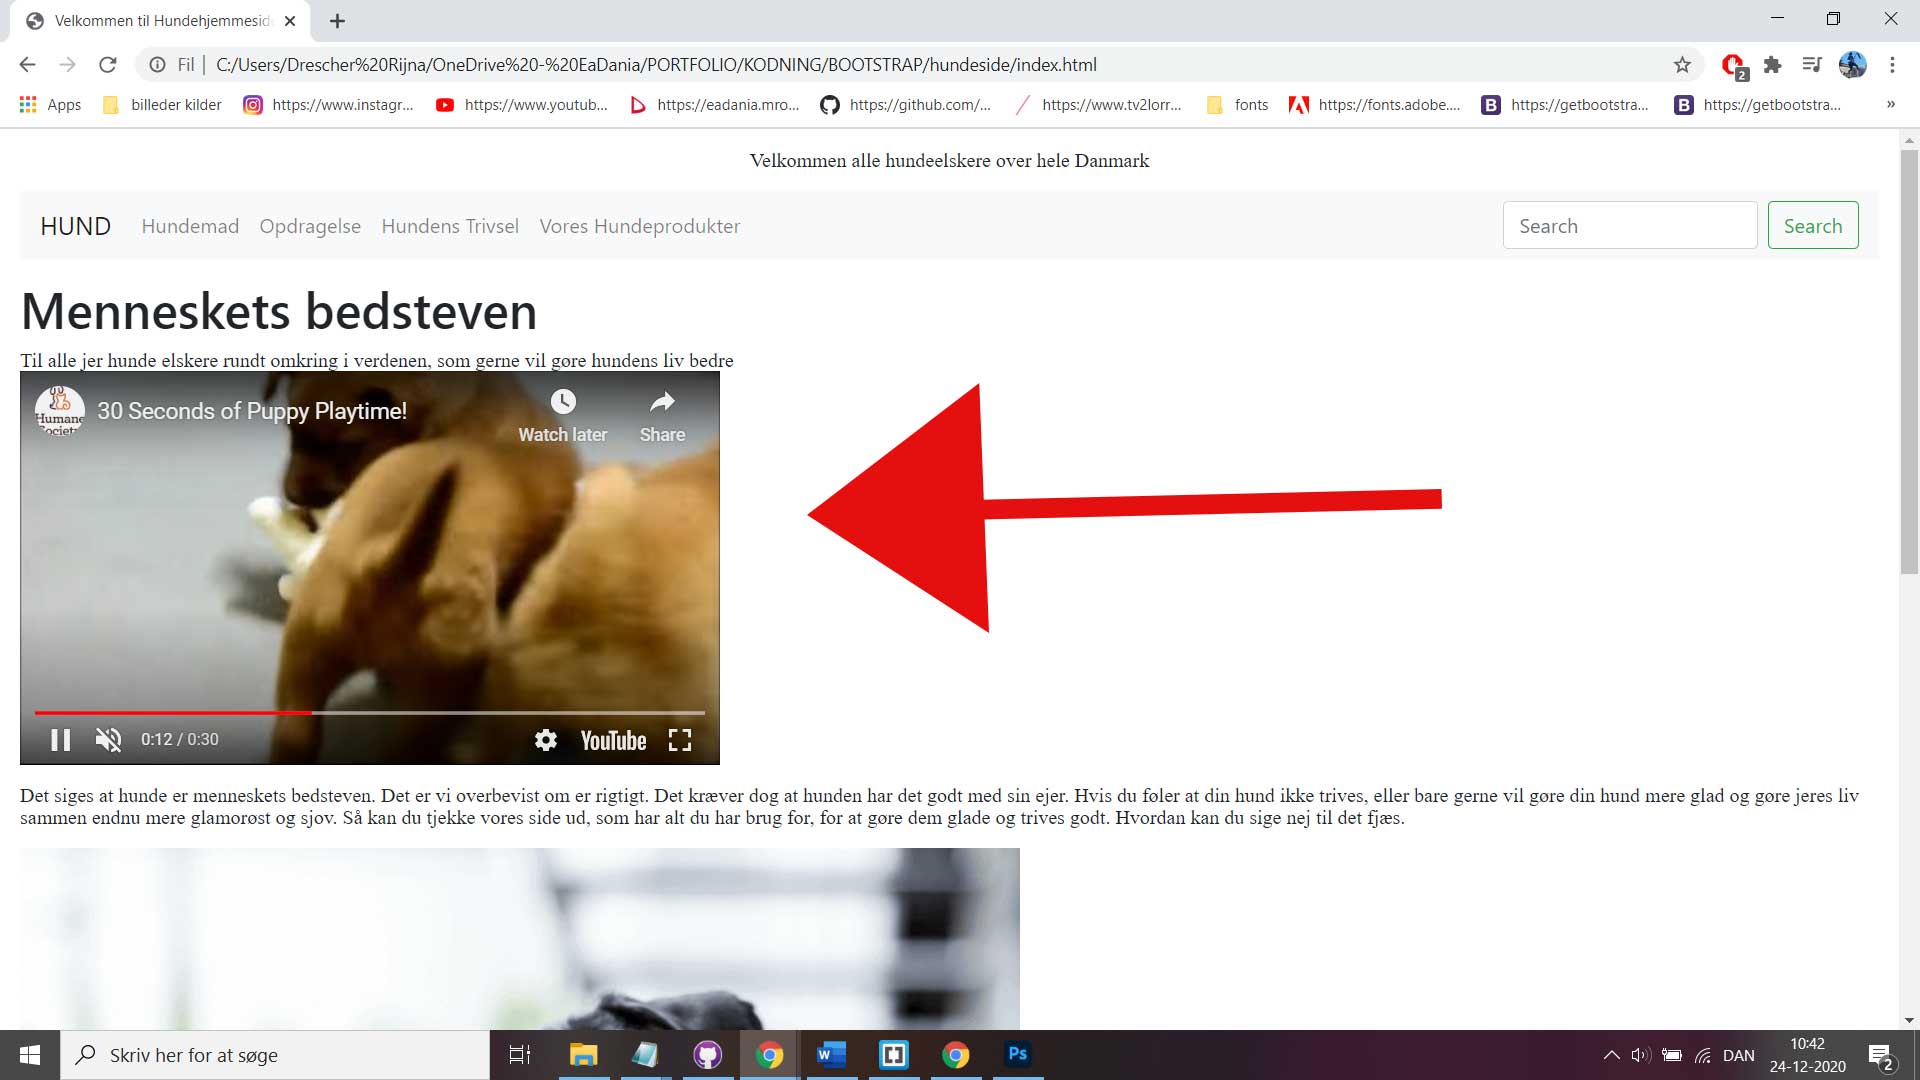 Velkommen til Hundehjemmesid
Fil C:/Users/Drescher%20Rijna/OneDrive%20-%20EaDania/PORTFOLIO/KODNING/BOOTSTRAP/hundeside/index.html
2
Apps billeder kilder https://www.instagr... https://www.youtub... https://eadania.mro... https://github.com/... https://www.tv2lorr... fonts https://fonts.adobe.... https://getbootstra... https://getbootstra... »
Velkommen alle hundeelskere over hele Danmark
HUND Hundemad Opdragelse Hundens Trivsel Vores Hundeprodukter Search Search
Menneskets bedsteven
Til alle jer hunde elskere rundt omkring i verdenen, som gerne vil gøre hundens liv bedre
Humane
Societ
30 Seconds of Puppy Playtime!
Watch later Share
0:12 / 0:30 YouTube
Det siges at hunde er menneskets bedsteven. Det er vi overbevist om er rigtigt. Det kræver dog at hunden har det godt med sin ejer. Hvis du føler at din hund ikke trives, eller bare gerne vil gøre din hund mere glad og gøre jeres liv
sammen endnu mere glamorøst og sjov. Så kan du tjekke vores side ud, som har alt du har brug for, for at gøre dem glade og trives godt. Hvordan kan du sige nej til det fjæs.
Skriv her for at søge
W
Ps
DAN
10:42
24-12-2020
2